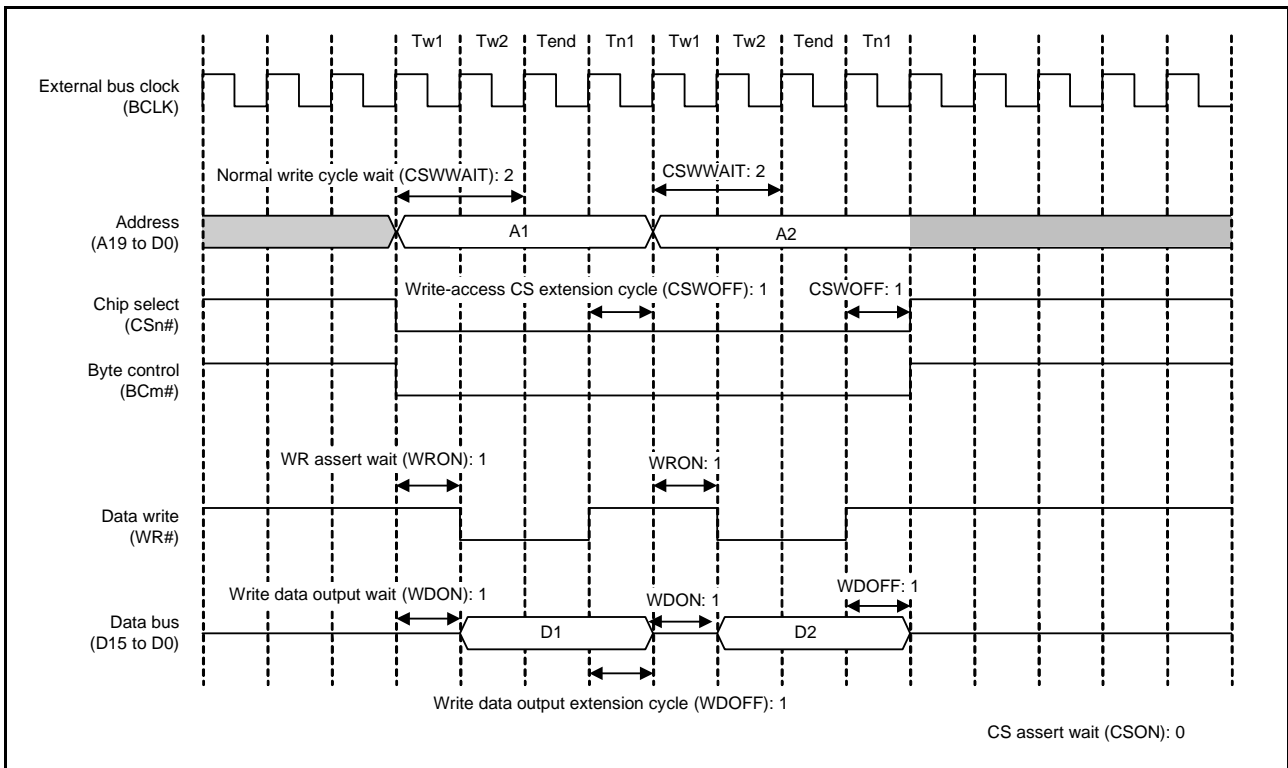 Tw1 Tw2 Tend Tn1 Tw1 Tw2 Tend Tn1
External bus clock
(BCLK)
Normal write cycle wait (CSWWAIT): 2
CSWWAIT: 2
Address
(A19 to D0)
A1
A2
Write-access CS extension cycle (CSWOFF): 1
CSWOFF: 1
Chip select
(CSn#)
Byte control
(BCm#)
WR assert wait (WRON): 1
WRON: 1
Data write
(WR#)
Write data output wait (WDON): 1
WDON: 1
WDOFF: 1
Data bus
(D15 to D0)
D1
D2
Write data output extension cycle (WDOFF): 1
CS assert wait (CSON): 0